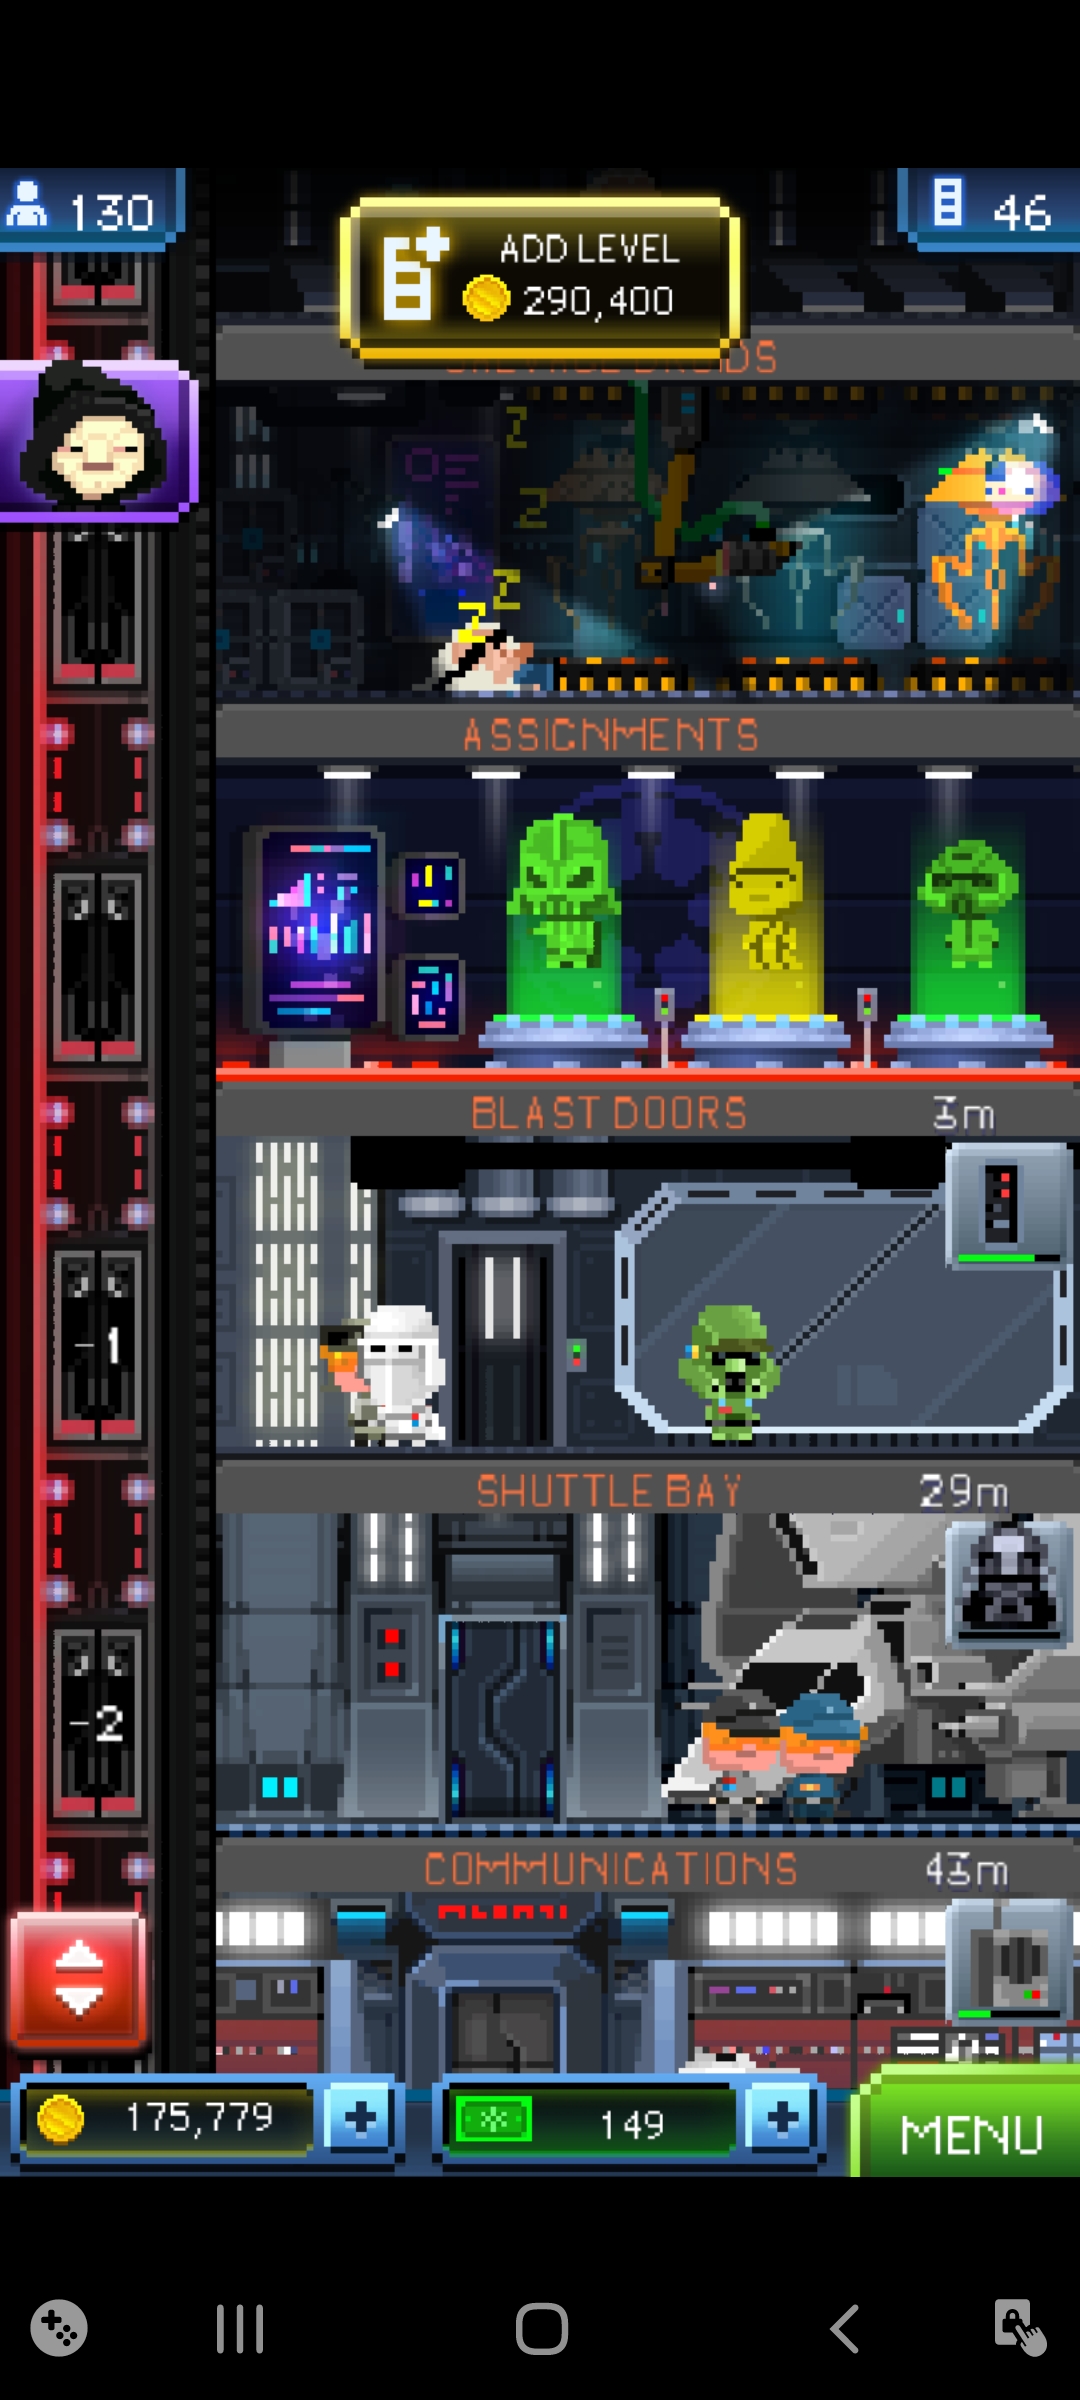 130
ADD LEVEL
290,400
46
DROIDS
Z
Z
Z
Z
ASSIGNMENTS
BLAST DOORS
3m
-1
SHUTTLE BAY
29m
-2
COMMUNICATIONS
43m
175,779
149
MENU